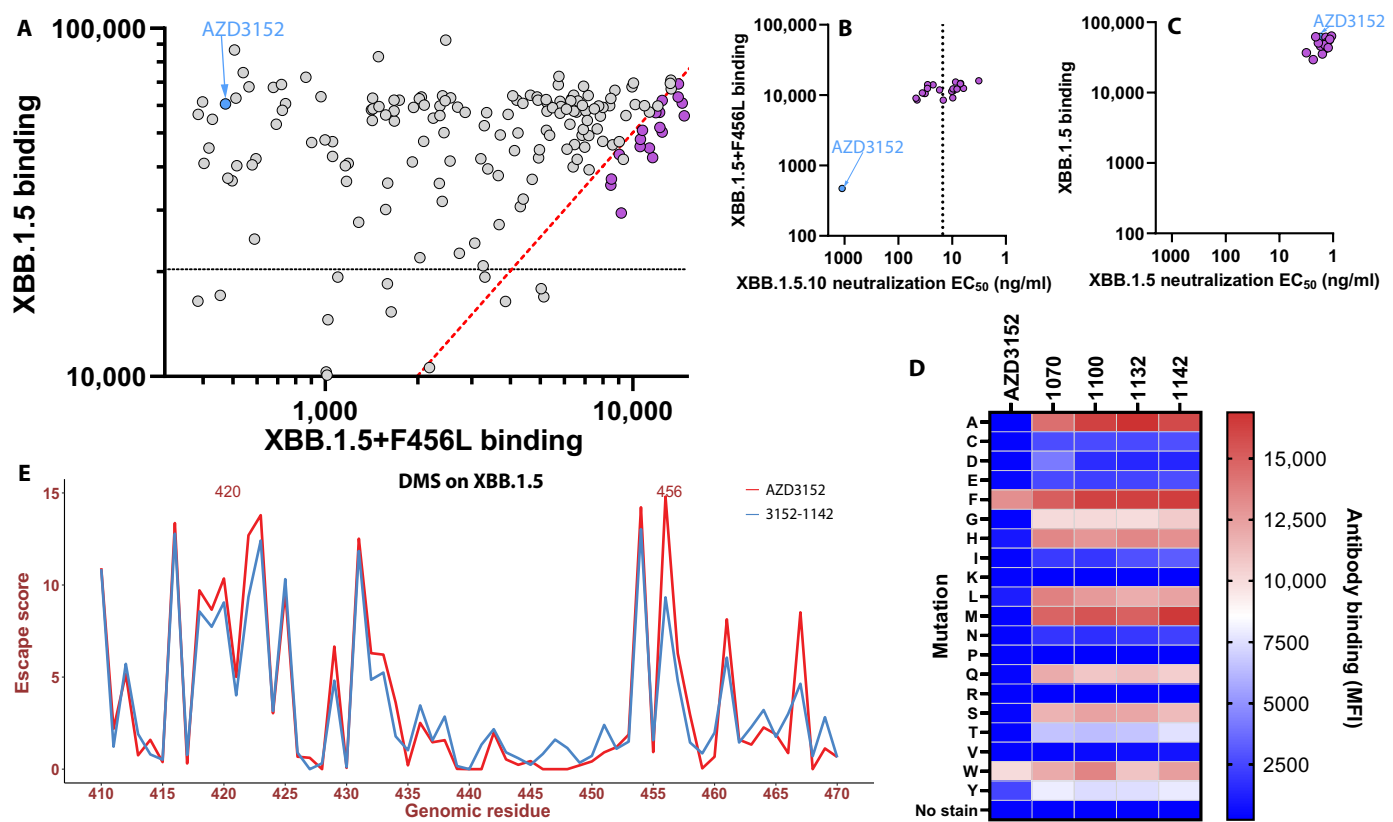 A
AZD3152
100,000
10,000
XBB.1.5 binding
1,000
10,000
XBB.1.5+F456L binding
B
100,000
10,000
1000
100
AZD3152
XBB.1.5+F456L binding
1000
100
10
1
XBB.1.5.10 neutralization EC50 (ng/ml)
C
AZD3152
100,000
10,000
1000
100
XBB.1.5 binding
1000
100
10
1
XBB.1.5 neutralization EC50 (ng/ml)
D
AZD3152
1070
1100
1132
1142
A
C
D
E
F
G
H
I
K
L
M
N
P
Q
R
S
T
V
W
Y
No stain
Mutation
15,000
12,500
10,000
7500
5000
2500
Antibody binding (MFI)
E
DMS on XBB.1.5
15
10
5
0
Escape score
420
456
AZD3152
3152-1142
410
415
420
425
430
435
440
445
450
455
460
465
470
Genomic residue